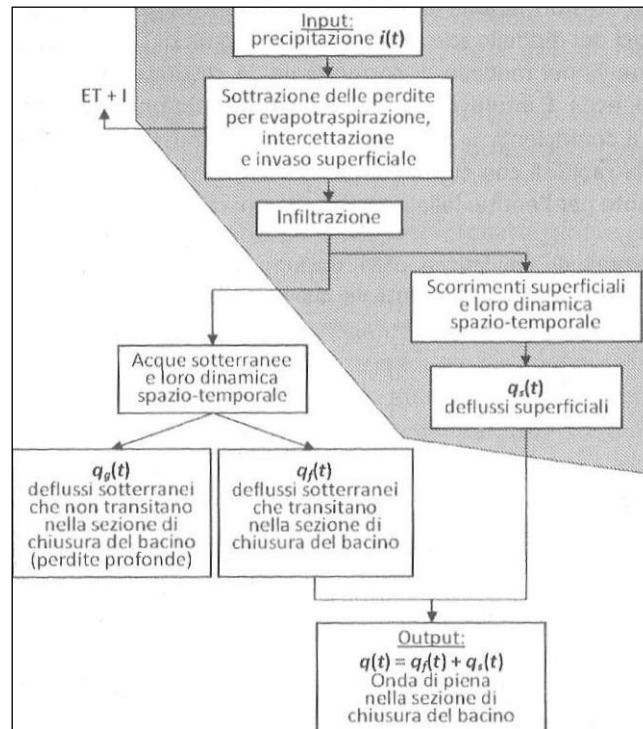 Input:
precipitazione i(t)
ET + I
Sottrazione delle perdite
per evapotraspirazione,
intercettazione
e invaso superficiale
Infiltrazione
Scorrimenti superficiali
e loro dinamica
spazio-temporale
Acque sotterranee
e loro dinamica
spazio-temporale
qs(t)
deflussi superficiali
qg(t)
deflussi sotterranei
che non transitano
nella sezione di
chiusura del bacino
(perdite profonde)
qf(t)
deflussi sotterranei
che transitano
nella sezione di
chiusura del bacino
Output:
q(t) = qf(t) + qs(t)
Onda di piena
nella sezione di
chiusura del bacino